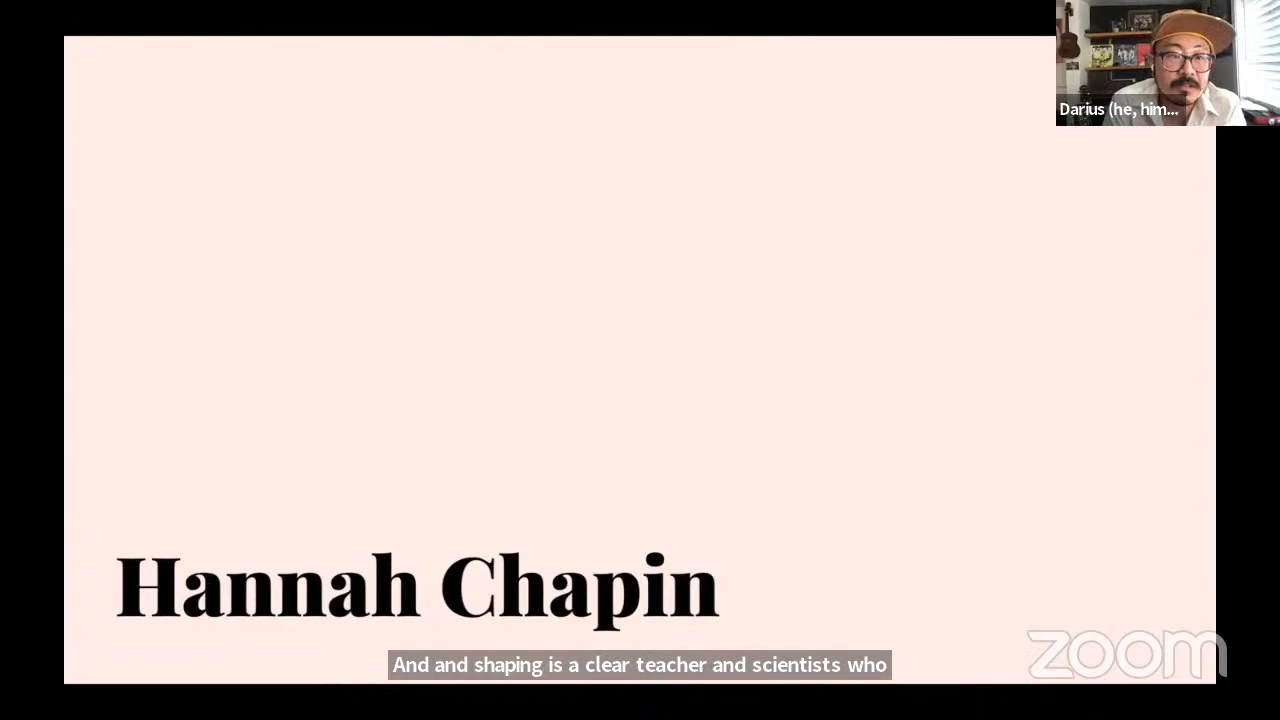 Darius (he, him...
Hannah Chapin
And and shaping is a clear teacher and scientists who
zoom